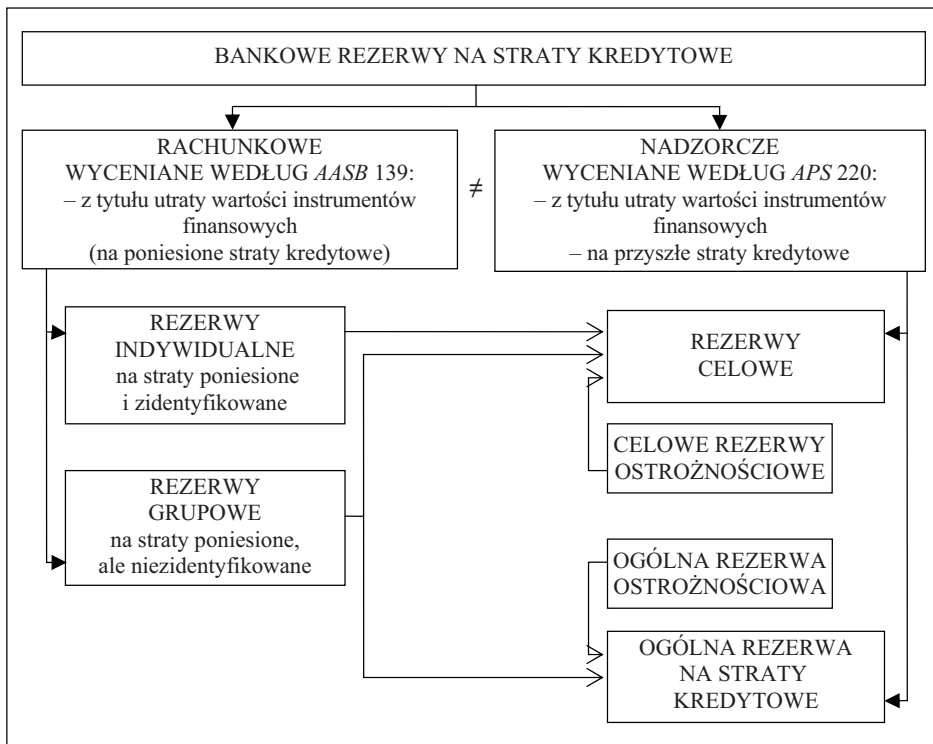 BANKOWE REZERWY NA STRATY KREDYTOWE
RACHUNKOWE
WYCENIANE WEDŁUG AASB 139:
– z tytułu utraty wartości instrumentów
finansowych
(na poniesione straty kredytowe)
≠
NADZORCZE
WYCENIANE WEDŁUG APS 220:
– z tytułu utraty wartości instrumentów
finansowych
– na przyszłe straty kredytowe
REZERWY
INDYWIDUALNE
na straty poniesione
i zidentyfikowane
REZERWY
CELOWE
CELOWE REZERWY
OSTROŻNOŚCIOWE
REZERWY
GRUPOWE
na straty poniesione,
ale niezidentyfikowane
OGÓLNA REZERWA
OSTROŻNOŚCIOWA
OGÓLNA REZERWA
NA STRATY
KREDYTOWE